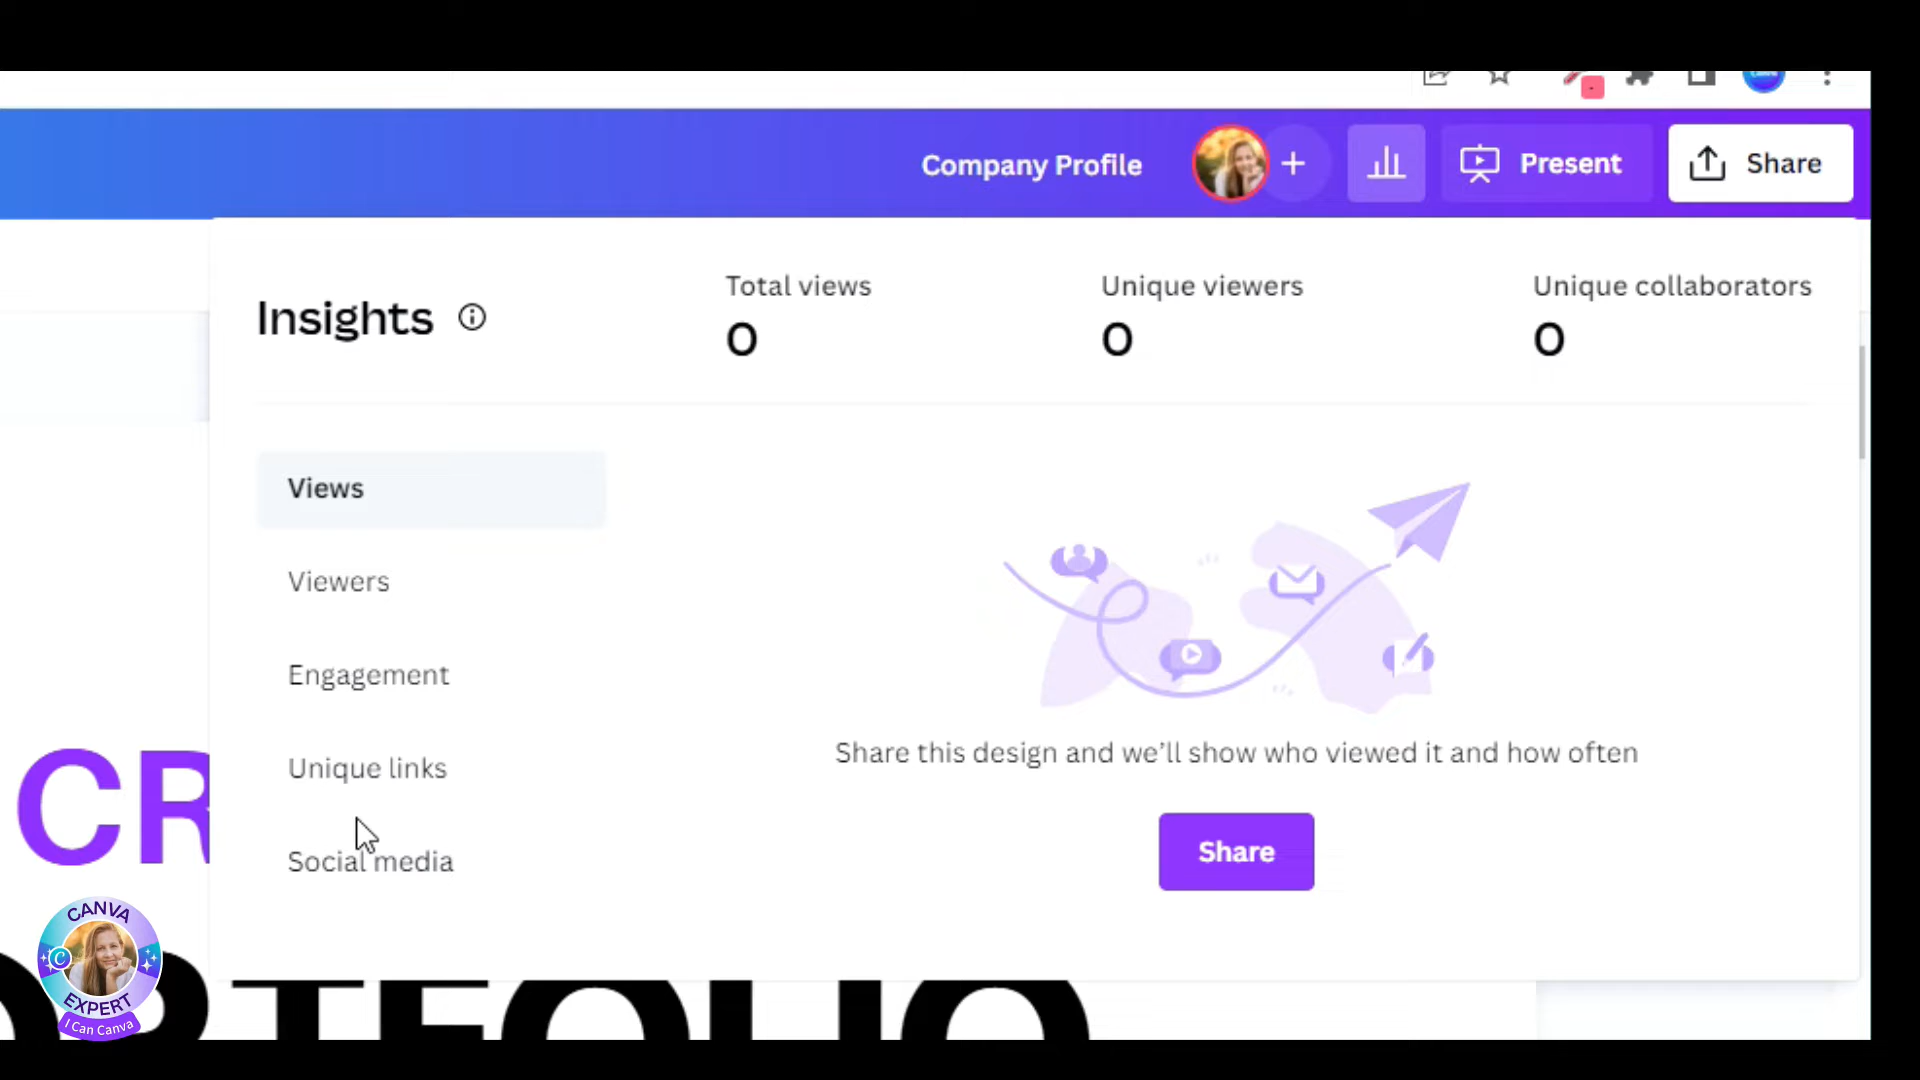 Company Profile
+
Present
Share
Insights
Total views
0
Unique viewers
0
Unique collaborators
0
Views
Viewers
Engagement
Unique links
Social media
Share this design and we'll show who viewed it and how often
Share
CR
ORTFOLIO
CANVA
EXPERT
I Can Canva